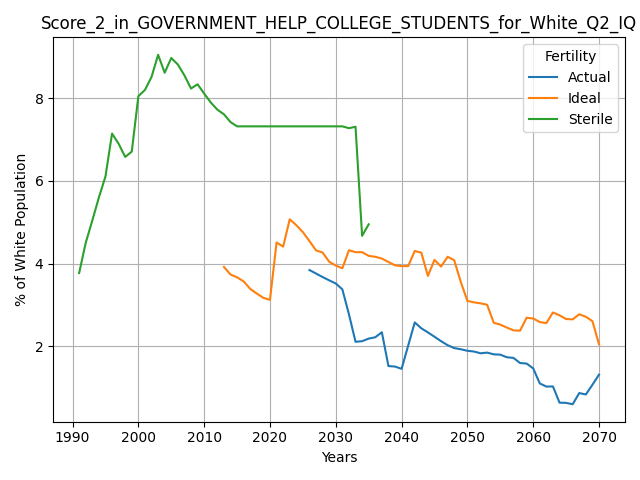 Score_2_in_GOVERNMENT_HELP_COLLEGE_STUDENTS_for_White_Q2_IQ
Fertility
Actual
Ideal
Sterile
% of White Population
8
6
4
2
1990 2000 2010 2020 2030 2040 2050 2060 2070
Years